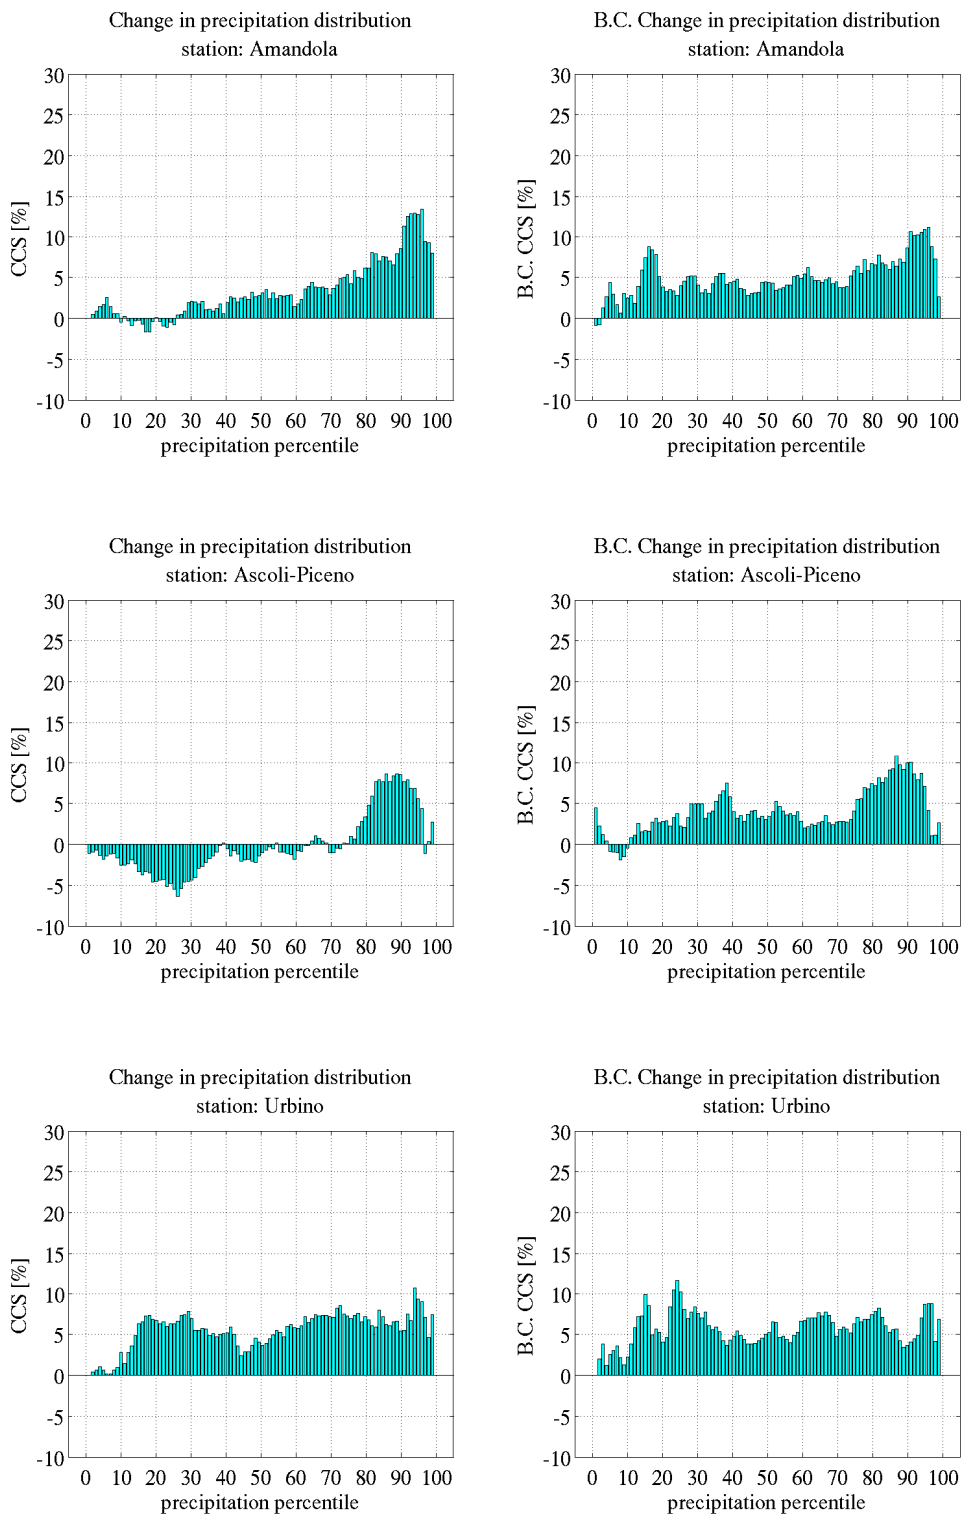 Change in precipitation distribution
station: Amandola
CCS [%]
30
25
20
15
10
5
0
-5
-10
0 10 20 30 40 50 60 70 80 90 100
precipitation percentile
B.C. Change in precipitation distribution
station: Amandola
B.C. CCS [%]
30
25
20
15
10
5
0
-5
-10
0 10 20 30 40 50 60 70 80 90 100
precipitation percentile
Change in precipitation distribution
station: Ascoli-Piceno
CCS [%]
30
25
20
15
10
5
0
-5
-10
0 10 20 30 40 50 60 70 80 90 100
precipitation percentile
B.C. Change in precipitation distribution
station: Ascoli-Piceno
B.C. CCS [%]
30
25
20
15
10
5
0
-5
-10
0 10 20 30 40 50 60 70 80 90 100
precipitation percentile
Change in precipitation distribution
station: Urbino
CCS [%]
30
25
20
15
10
5
0
-5
-10
0 10 20 30 40 50 60 70 80 90 100
precipitation percentile
B.C. Change in precipitation distribution
station: Urbino
B.C. CCS [%]
30
25
20
15
10
5
0
-5
-10
0 10 20 30 40 50 60 70 80 90 100
precipitation percentile